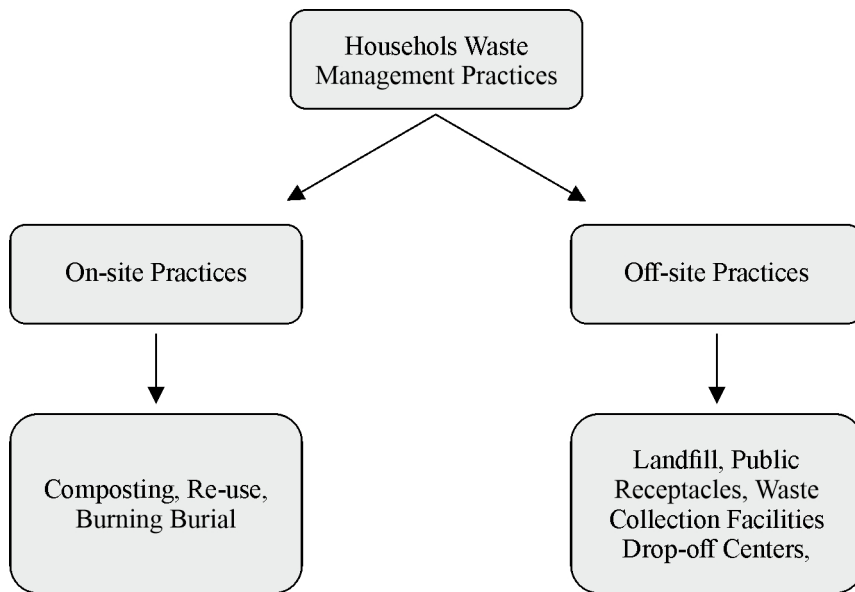 Househols Waste
Management Practices
On-site Practices
Off-site Practices
Composting, Re-use,
Burning Burial
Landfill, Public
Receptacles, Waste
Collection Facilities
Drop-off Centers,